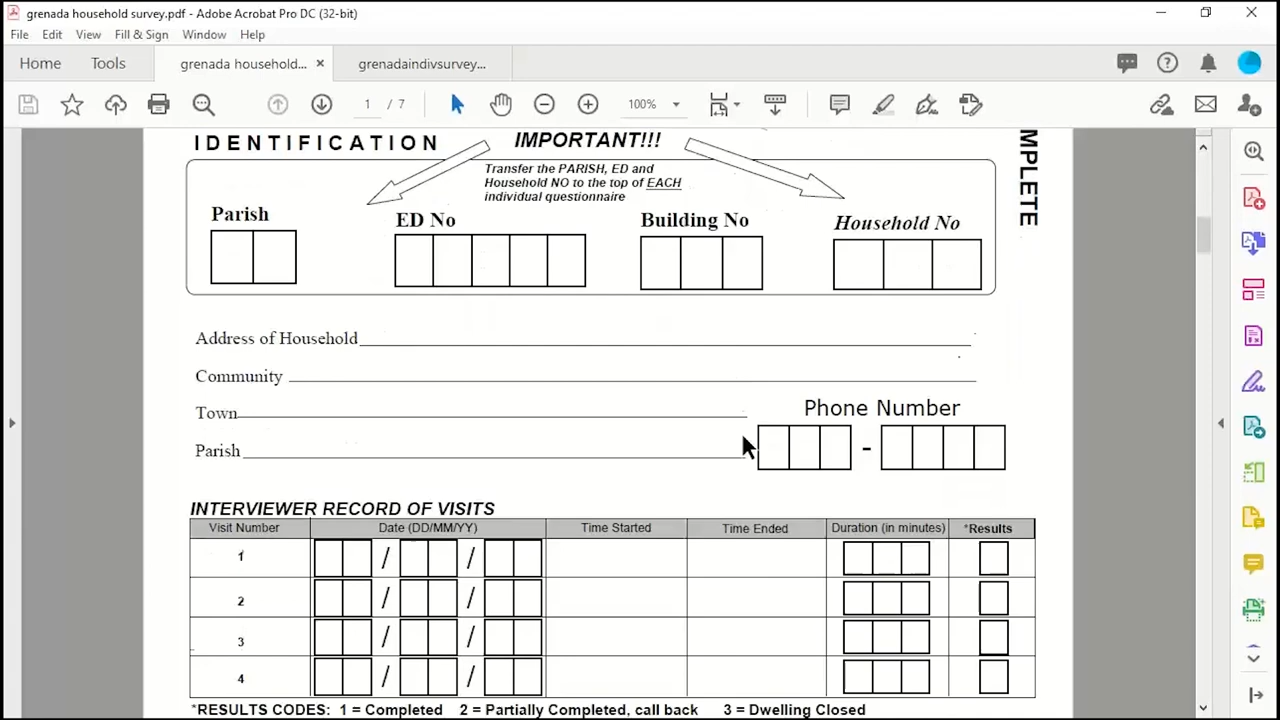 grenada household survey.pdf - Adobe Acrobat Pro DC (32-bit)
File Edit View Fill & Sign Window Help
Home Tools grenada household... × grenadaindivsurvey...
1 / 7 100%
IDENTIFICATION
IMPORTANT!!!
Transfer the PARISH, ED and
Household NO to the top of EACH
individual questionnaire
MPLETE
Parish
ED No
Building No
Household No
Address of Household
Community
Town
Parish
Phone Number
-
INTERVIEWER RECORD OF VISITS
Visit Number Date (DD/MM/YY) Time Started Time Ended Duration (in minutes) *Results
1 / /
2 / /
3 / /
4 / /
*RESULTS CODES: 1 = Completed 2 = Partially Completed, call back 3 = Dwelling Closed